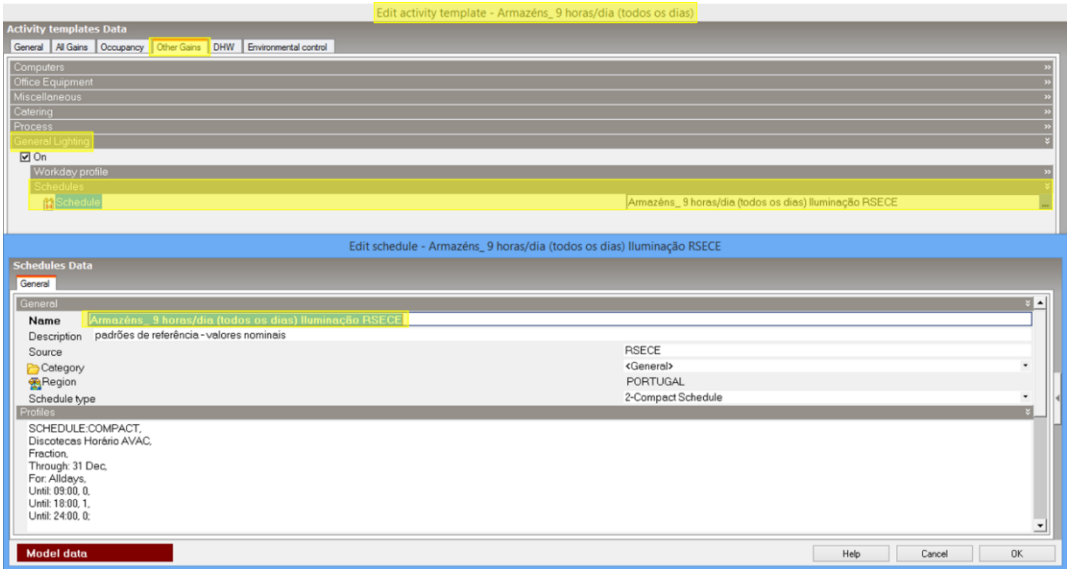 Edit activity template - Armazéns_ 9 horas/dia (todos os dias)
Activity templates Data
General All Gains Occupancy Other Gains DHW Environmental control
Computers
Office Equipment
Miscellaneous
Catering
Process
General Lighting
On
Workday profile
Schedules
Schedule Armazéns_ 9 horas/dia (todos os dias) Iluminação RSECE ...
Edit schedule - Armazéns_ 9 horas/dia (todos os dias) Iluminação RSECE
Schedules Data
General
General
Name Armazéns_ 9 horas/dia (todos os dias) Iluminação RSECE
Description padrões de referência - valores nominais
Source RSECE
Category <General>
Region PORTUGAL
Schedule type 2-Compact Schedule
Profiles
SCHEDULE:COMPACT,
Discotecas Horário AVAC,
Fraction,
Through: 31 Dec,
For: Alldays,
Until: 09:00, 0,
Until: 18:00, 1,
Until: 24:00, 0;
Model data Help Cancel OK